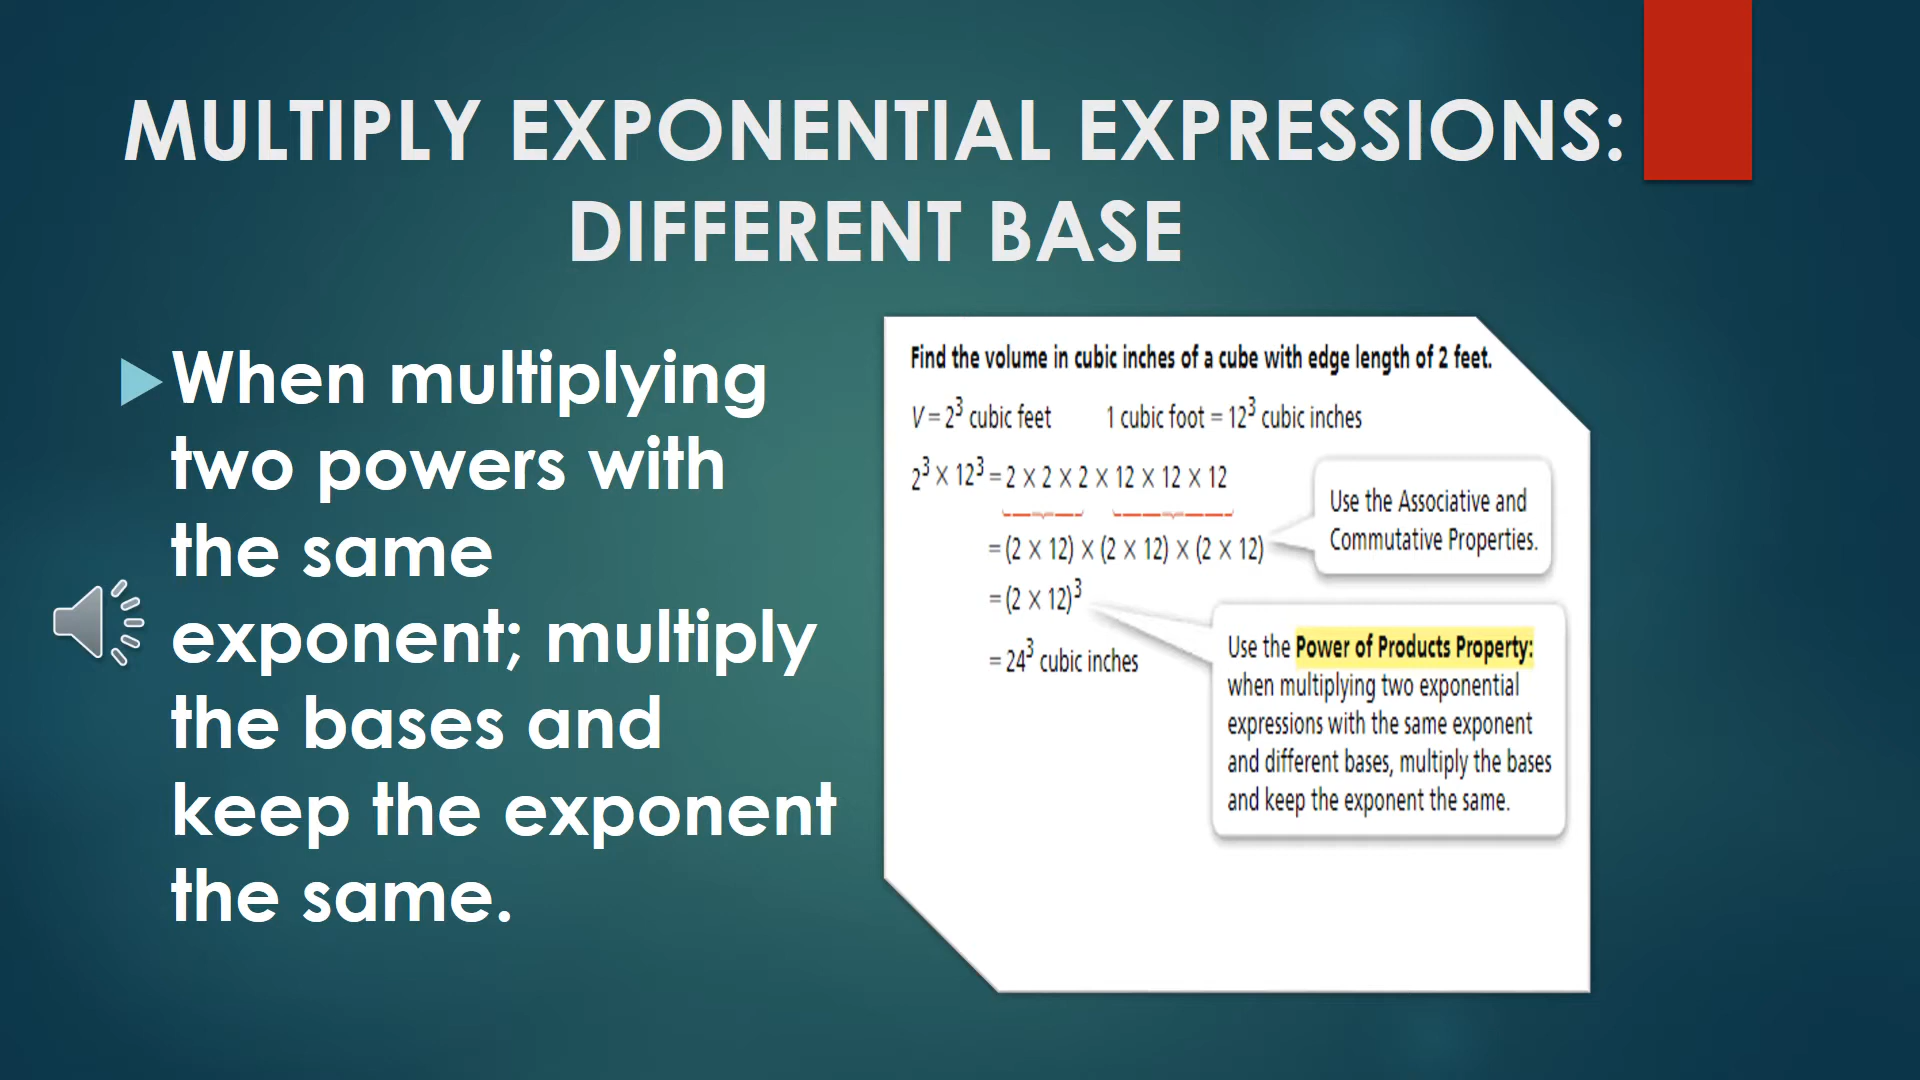 MULTIPLY EXPONENTIAL EXPRESSIONS:
DIFFERENT BASE
When multiplying
two powers with
the same
exponent; multiply
the bases and
keep the exponent
the same.
Find the volume in cubic inches of a cube with edge length of 2 feet.
V = 2³ cubic feet 1 cubic foot = 12³ cubic inches
2³ × 12³ = 2 × 2 × 2 × 12 × 12 × 12
= (2 × 12) × (2 × 12) × (2 × 12)
= (2 × 12)³
= 24³ cubic inches
Use the Associative and
Commutative Properties.
Use the Power of Products Property:
when multiplying two exponential
expressions with the same exponent
and different bases, multiply the bases
and keep the exponent the same.